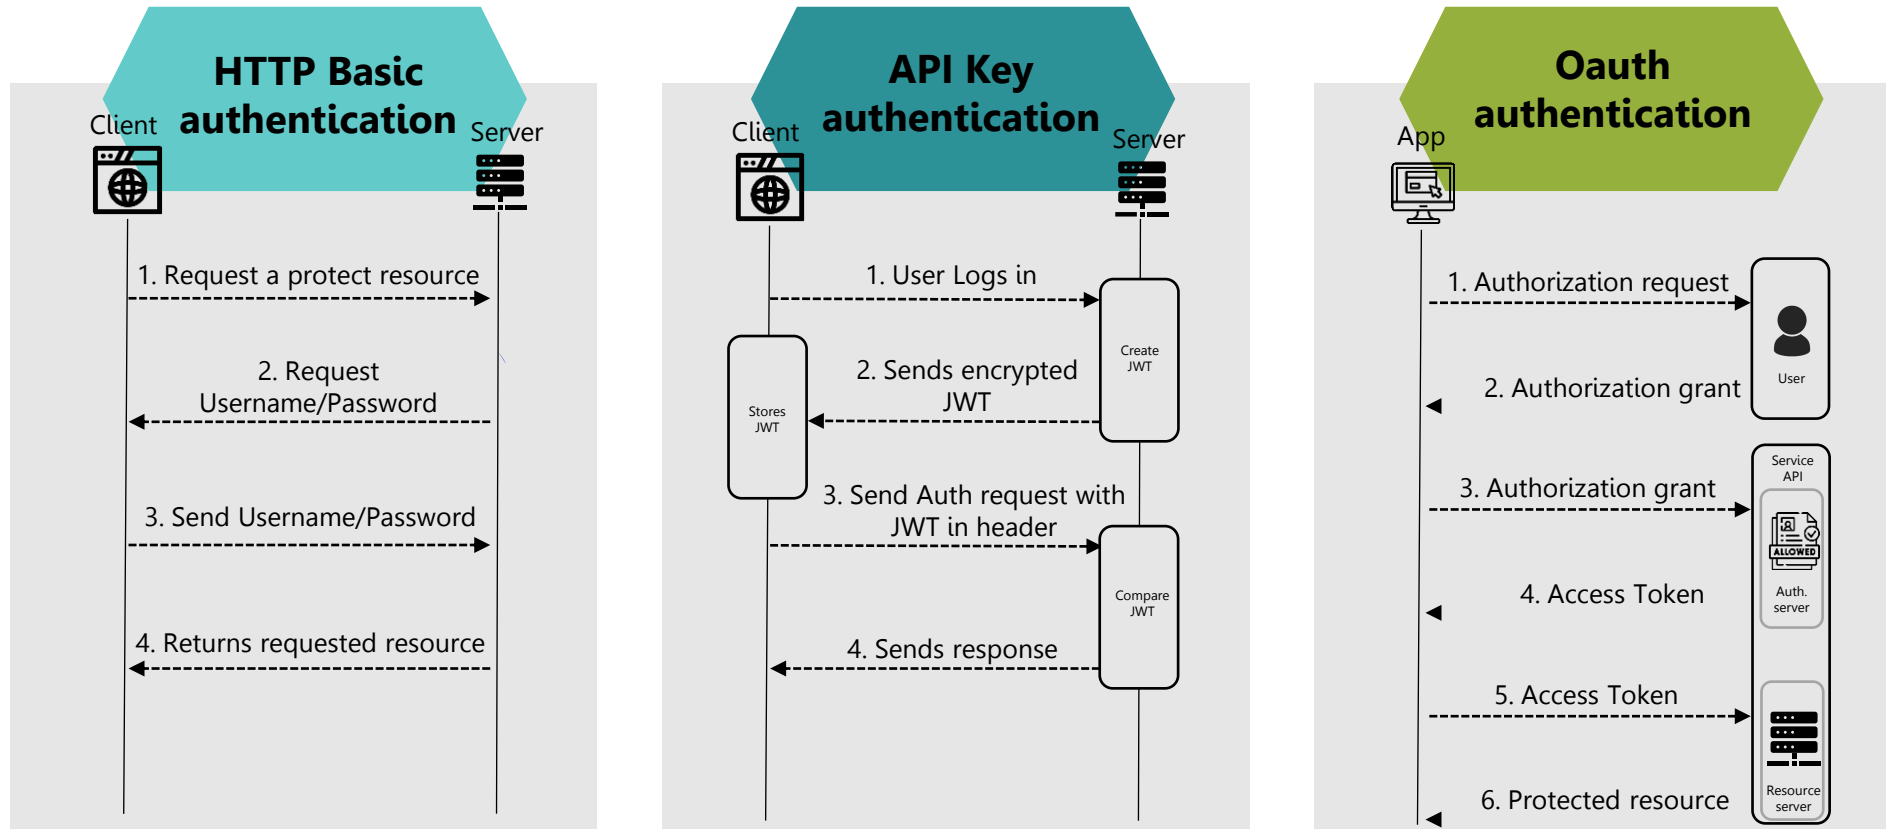 HTTP Basic
authentication
Client
Server
1. Request a protect resource
2. Request
Username/Password
3. Send Username/Password
4. Returns requested resource
API Key
authentication
Client
Server
1. User Logs in
Create
JWT
2. Sends encrypted
JWT
Stores
JWT
3. Send Auth request with
JWT in header
Compare
JWT
4. Sends response
Oauth
authentication
App
1. Authorization request
User
2. Authorization grant
Service
API
3. Authorization grant
ALLOWED
Auth.
server
4. Access Token
5. Access Token
Resource
server
6. Protected resource